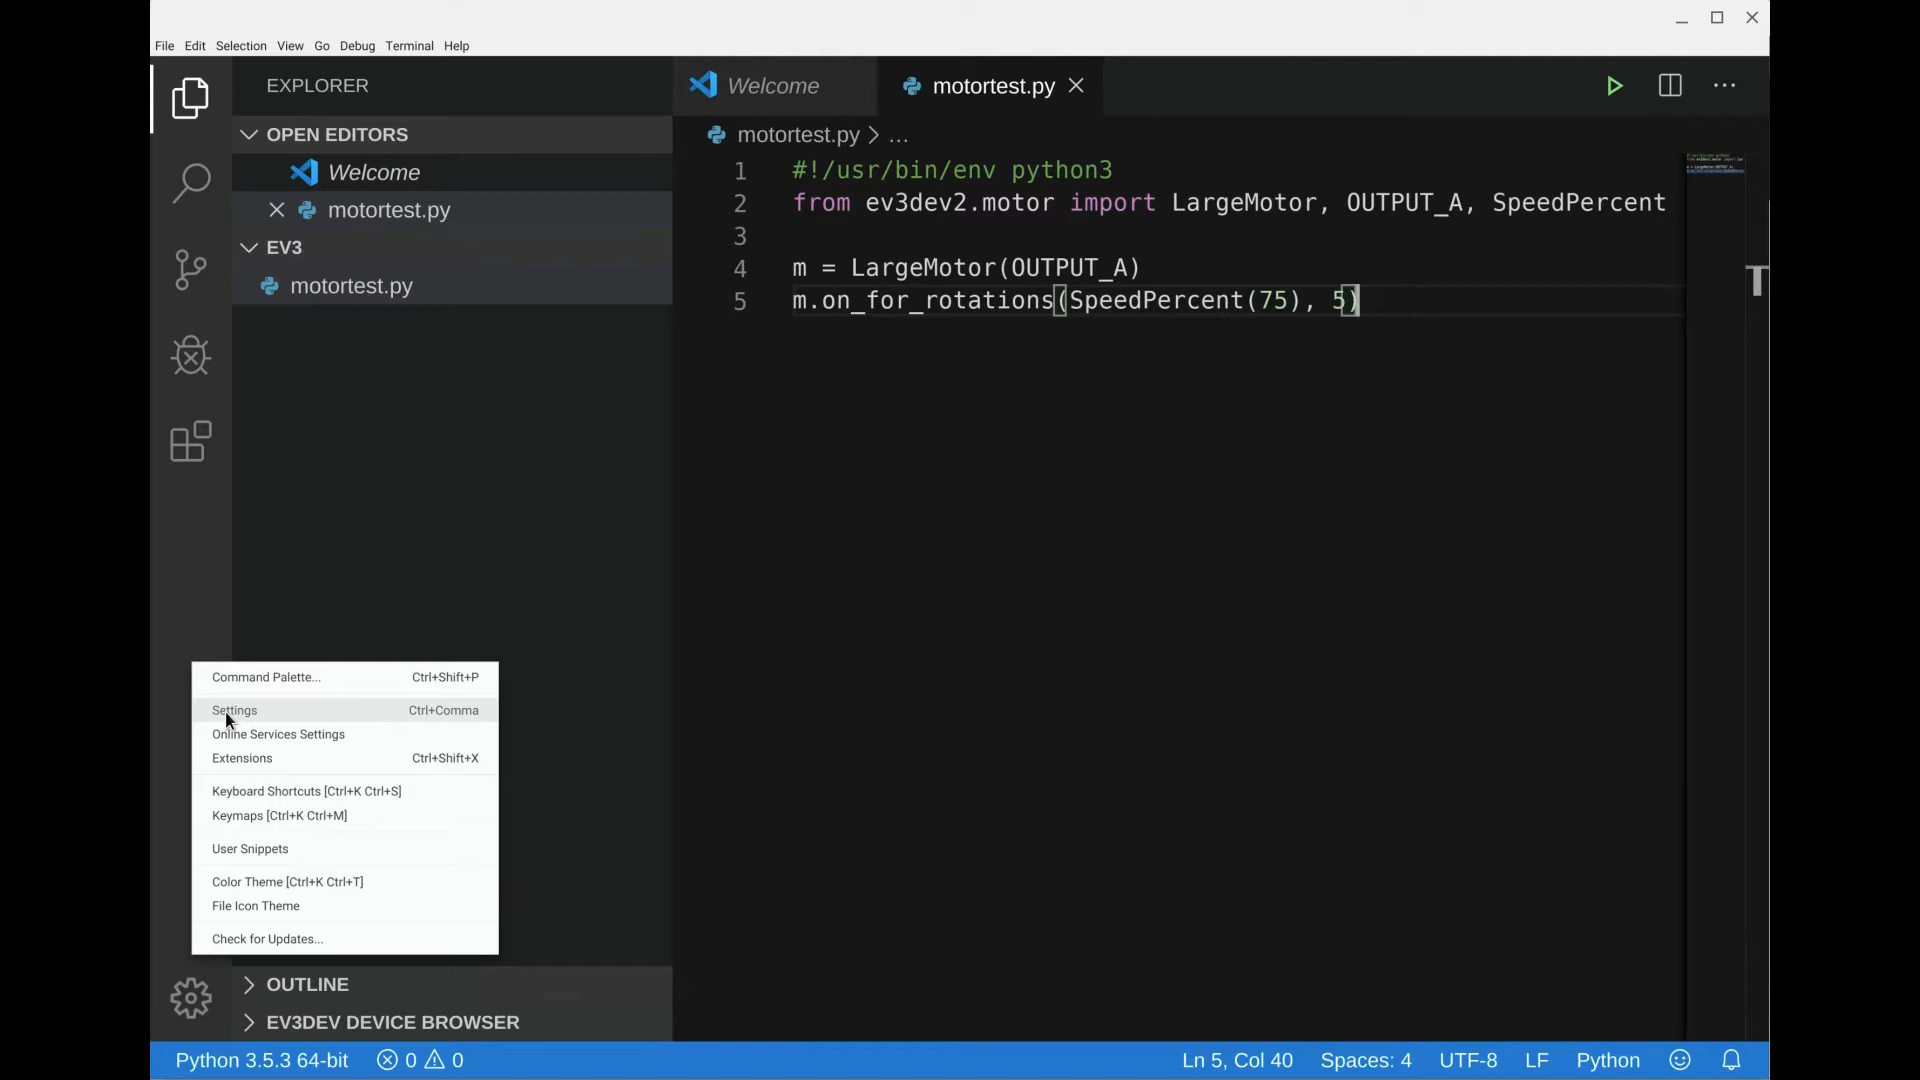 File Edit Selection View Go Debug Terminal Help
EXPLORER
OPEN EDITORS
Welcome
motortest.py
EV3
motortest.py
Welcome
motortest.py
motortest.py > ...
1 #!/usr/bin/env python3
2 from ev3dev2.motor import LargeMotor, OUTPUT_A, SpeedPercent
3
4 m = LargeMotor(OUTPUT_A)
5 m.on_for_rotations(SpeedPercent(75), 5)
T
Command Palette... Ctrl+Shift+P
Settings Ctrl+Comma
Online Services Settings
Extensions Ctrl+Shift+X
Keyboard Shortcuts [Ctrl+K Ctrl+S]
Keymaps [Ctrl+K Ctrl+M]
User Snippets
Color Theme [Ctrl+K Ctrl+T]
File Icon Theme
Check for Updates...
OUTLINE
EV3DEV DEVICE BROWSER
Python 3.5.3 64-bit 0 0 Ln 5, Col 40 Spaces: 4 UTF-8 LF Python